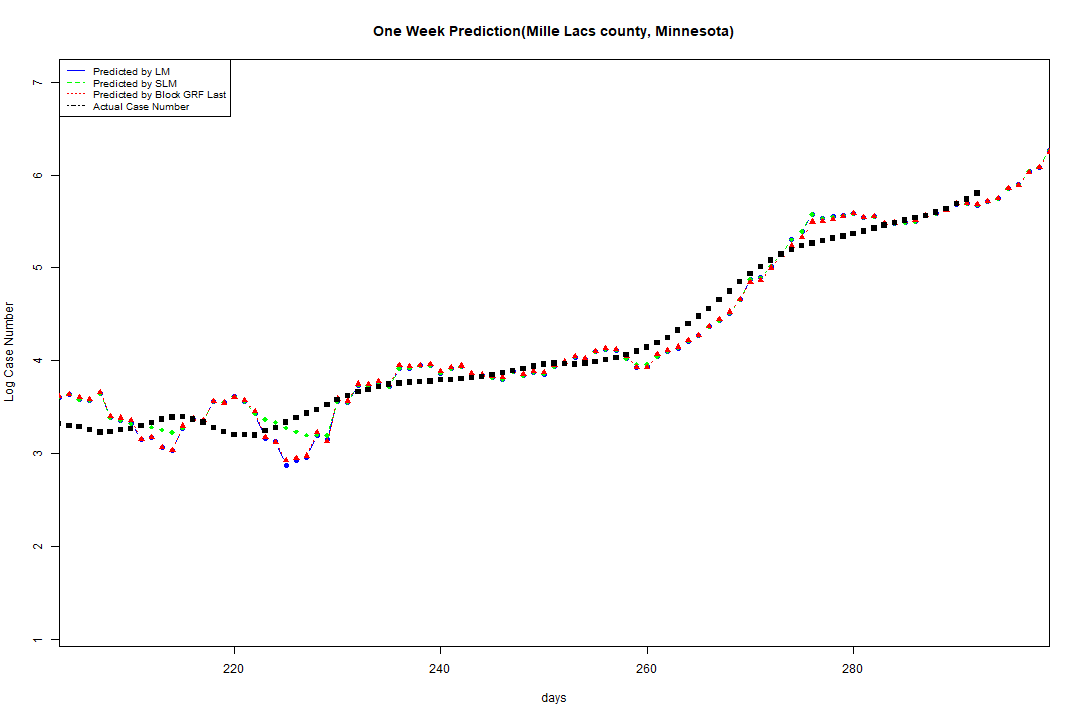 One Week Prediction(Mille Lacs county, Minnesota)
Predicted by LM
Predicted by SLM
Predicted by Block GRF Last
Actual Case Number
7
6
5
4
3
2
1
Log Case Number
220 240 260 280
days